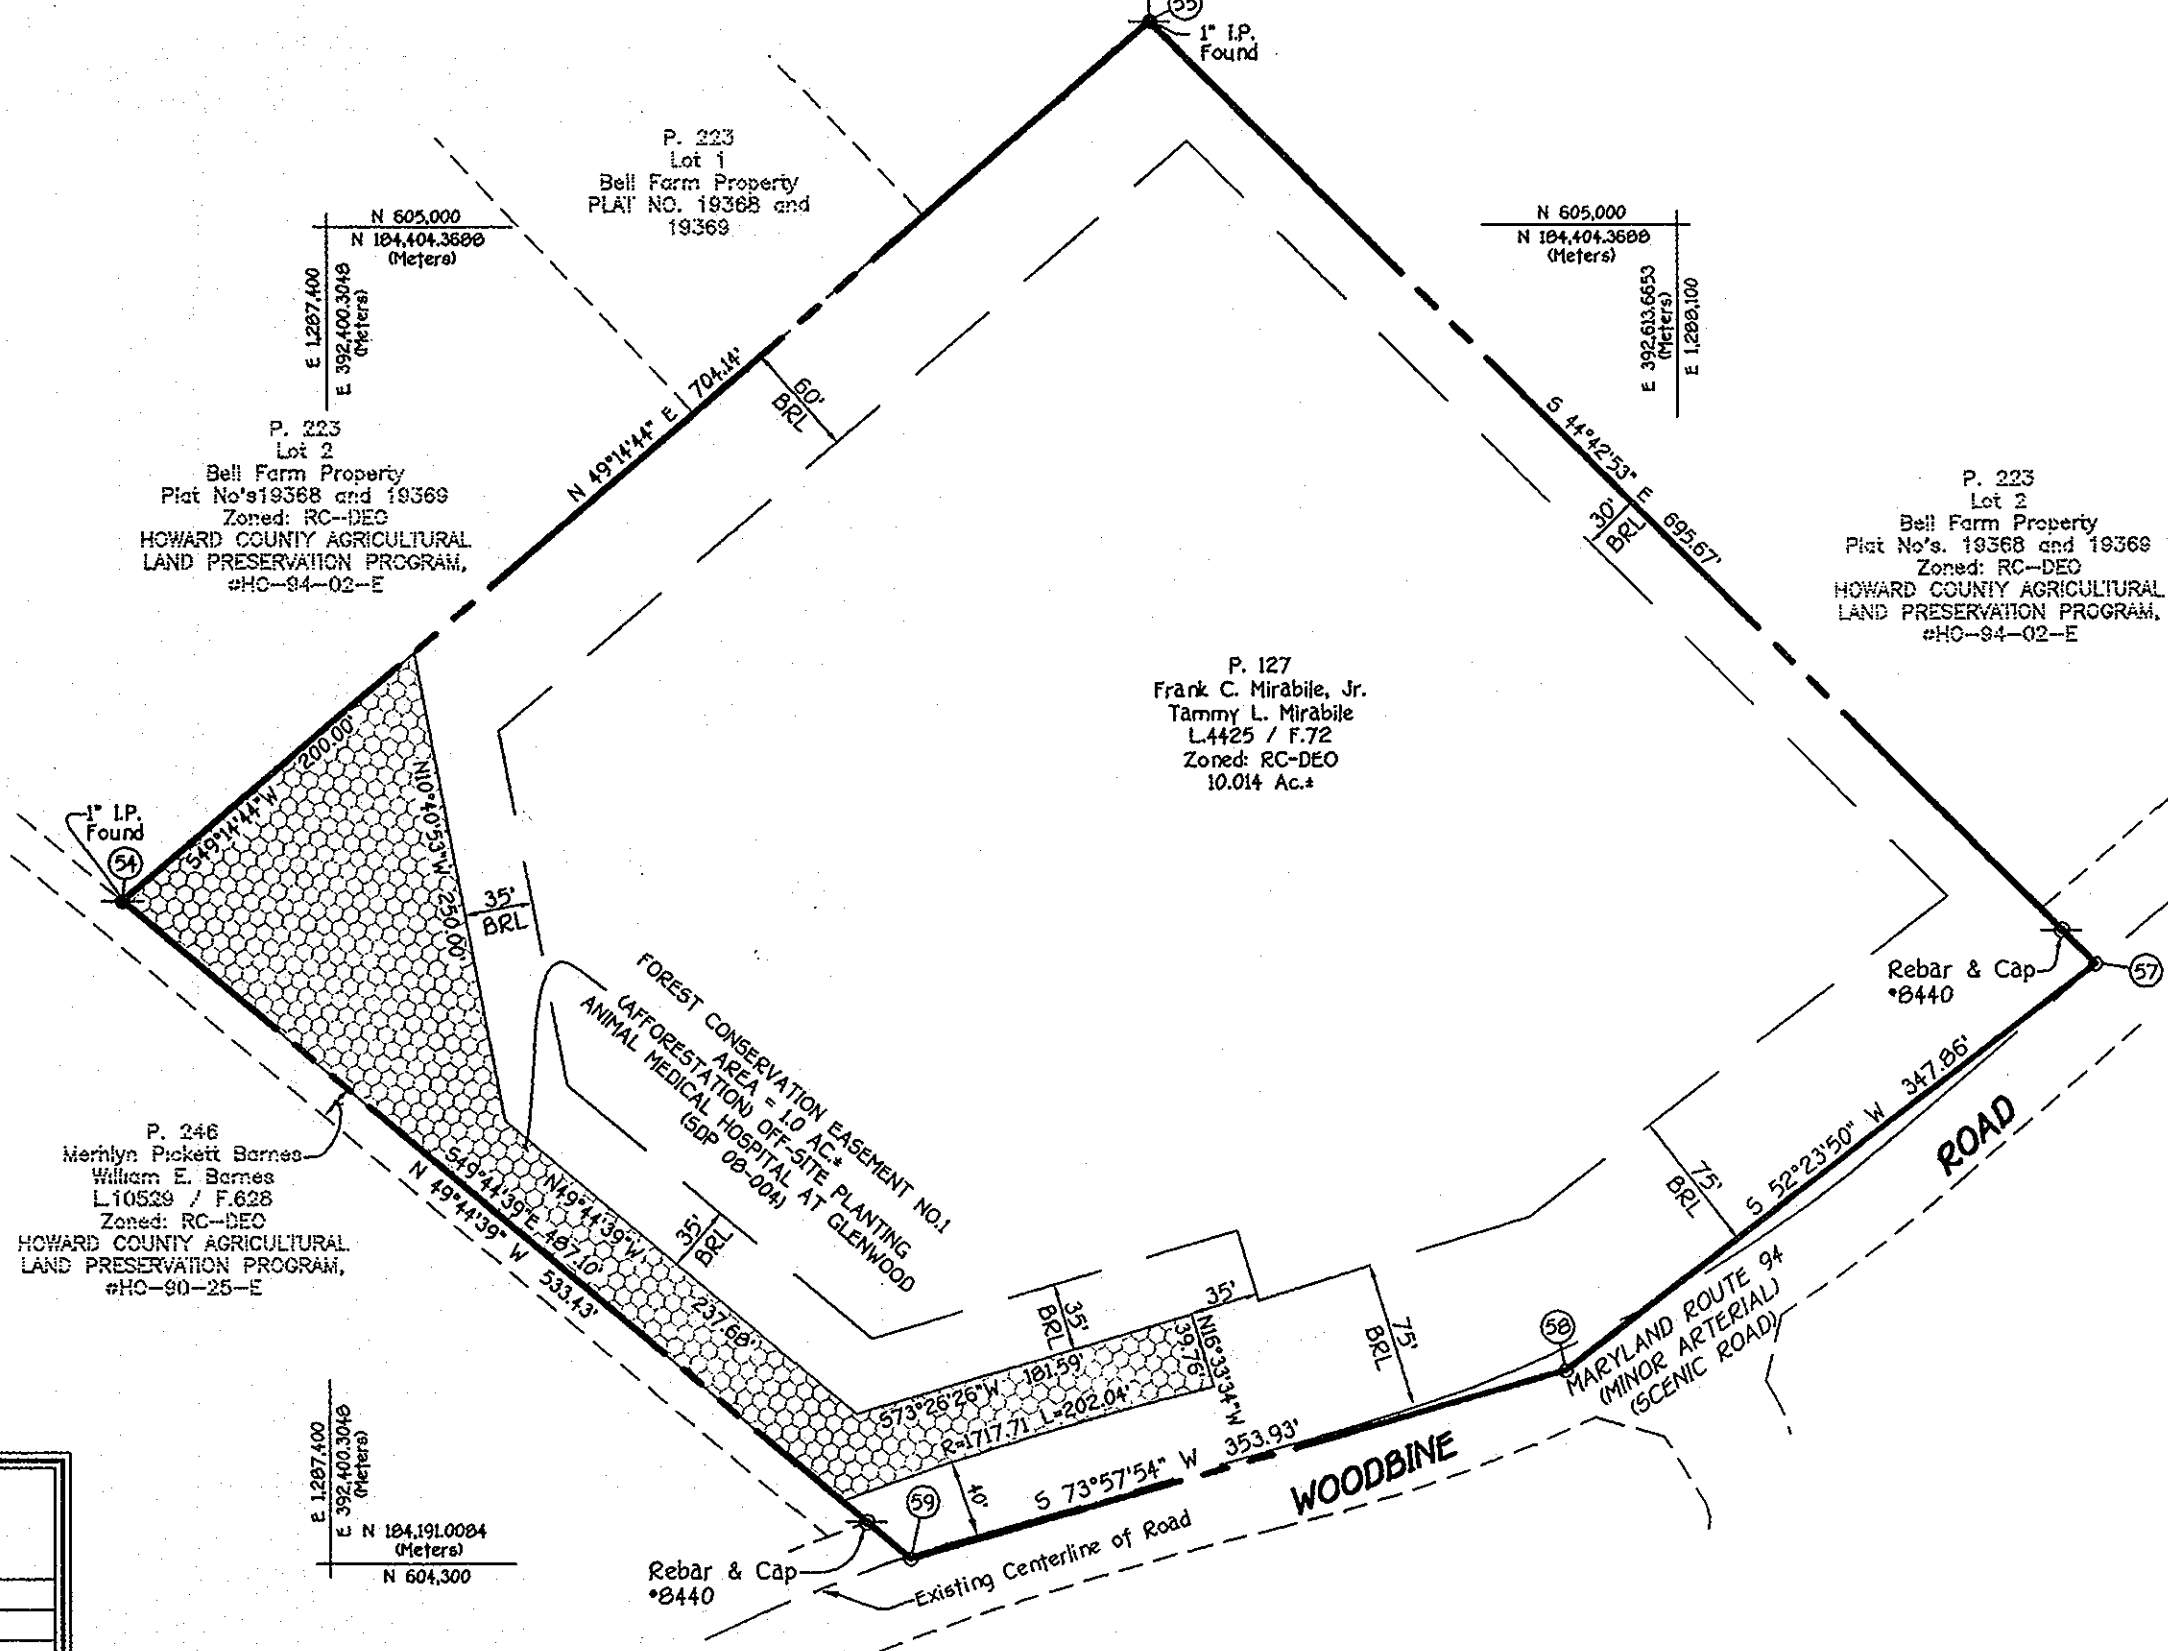 55
1" I.P.
Found
P. 223
Lot 1
Bell Farm Property
PLAT NO. 19368 and
19369
N 605,000
N 184,404.3688
(Meters)
E 1,287,400
E 392,400.3048
(Meters)
N 605,000
N 184,404.3688
(Meters)
E 392,613.6653
(Meters)
E 1,288,100
N 49°14'44" E 704.14'
60'
BRL
S 44°42'53" E 695.67'
30'
BRL
P. 223
Lot 2
Bell Farm Property
Plat No's19368 and 19369
Zoned: RC-DEO
HOWARD COUNTY AGRICULTURAL
LAND PRESERVATION PROGRAM,
#HO-94-02-E
P. 223
Lot 2
Bell Farm Property
Plat No's. 19368 and 19369
Zoned: RC-DEO
HOWARD COUNTY AGRICULTURAL
LAND PRESERVATION PROGRAM,
#HO-94-02-E
P. 127
Frank C. Mirabile, Jr.
Tammy L. Mirabile
L.4425 / F.72
Zoned: RC-DEO
10.014 Ac.±
1" I.P.
Found
54
S49°14'44"W 200.00'
N10°40'53"W 250.00'
35'
BRL
Rebar & Cap
*8440
57
FOREST CONSERVATION EASEMENT NO.1
AREA = 1.0 AC.±
(AFFORESTATION) OFF-SITE PLANTING
ANIMAL MEDICAL HOSPITAL AT GLENWOOD
(SDP 08-004)
P. 246
Merhlyn Pickett Barnes
William E. Barnes
L.10529 / F.628
Zoned: RC-DEO
HOWARD COUNTY AGRICULTURAL
LAND PRESERVATION PROGRAM,
#HO-90-25-E
S49°44'39"E 487.10'
N49°44'39"W 237.68'
N 49°44'39" W 533.43'
35'
BRL
35'
BRL
35'
N16°33'34"W
39.76'
S73°26'26"W 181.59'
R=1717.71 L=202.04'
75'
BRL
75'
BRL
S 52°23'50" W 347.86'
ROAD
58
MARYLAND ROUTE 94
(MINOR ARTERIAL)
(SCENIC ROAD)
S 73°57'54" W 353.93'
WOODBINE
40'
59
Existing Centerline of Road
Rebar & Cap
*8440
E 1,287,400
E 392,400.3048
(Meters)
N 184,191.0084
(Meters)
N 604,300